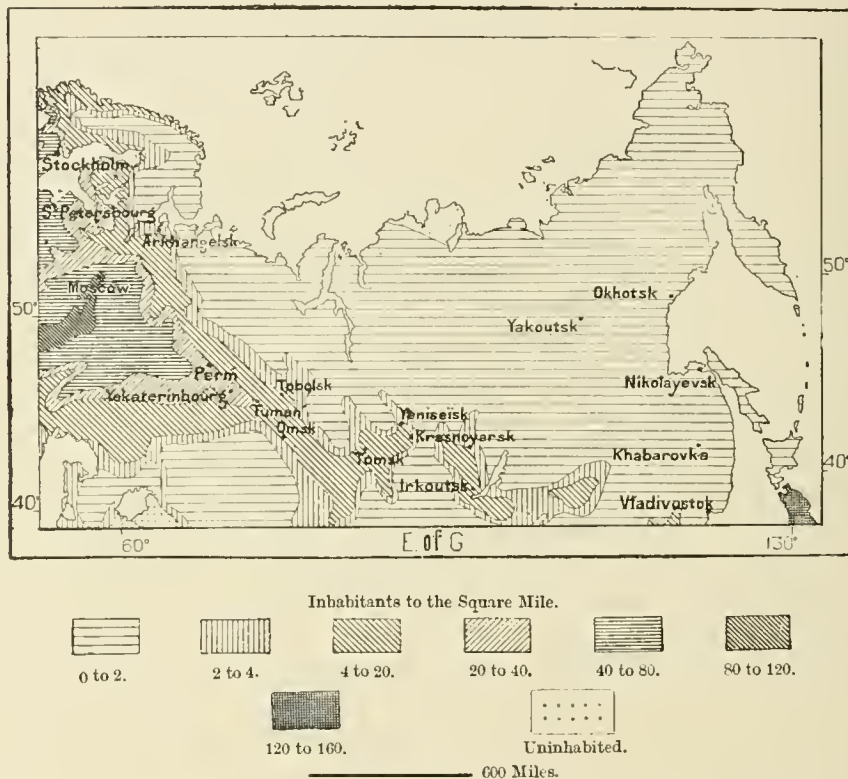 Stockholm
St Petersbourg
Arkhangelsk
50°
50°
Moscow
Okhotsk
Yakoutsk
Perm
Tobolsk
Nikolayevsk
Yekaterinbourg
Tuman
Yeniseisk
Omsk
Krasnoyarsk
Tomsk
Khabarovka
40°
Irkoutsk
40°
Vladivostok
60°
E. of G
130°
Inhabitants to the Square Mile.
0 to 2.
2 to 4.
4 to 20.
20 to 40.
40 to 80.
80 to 120.
120 to 160.
Uninhabited.
600 Miles.